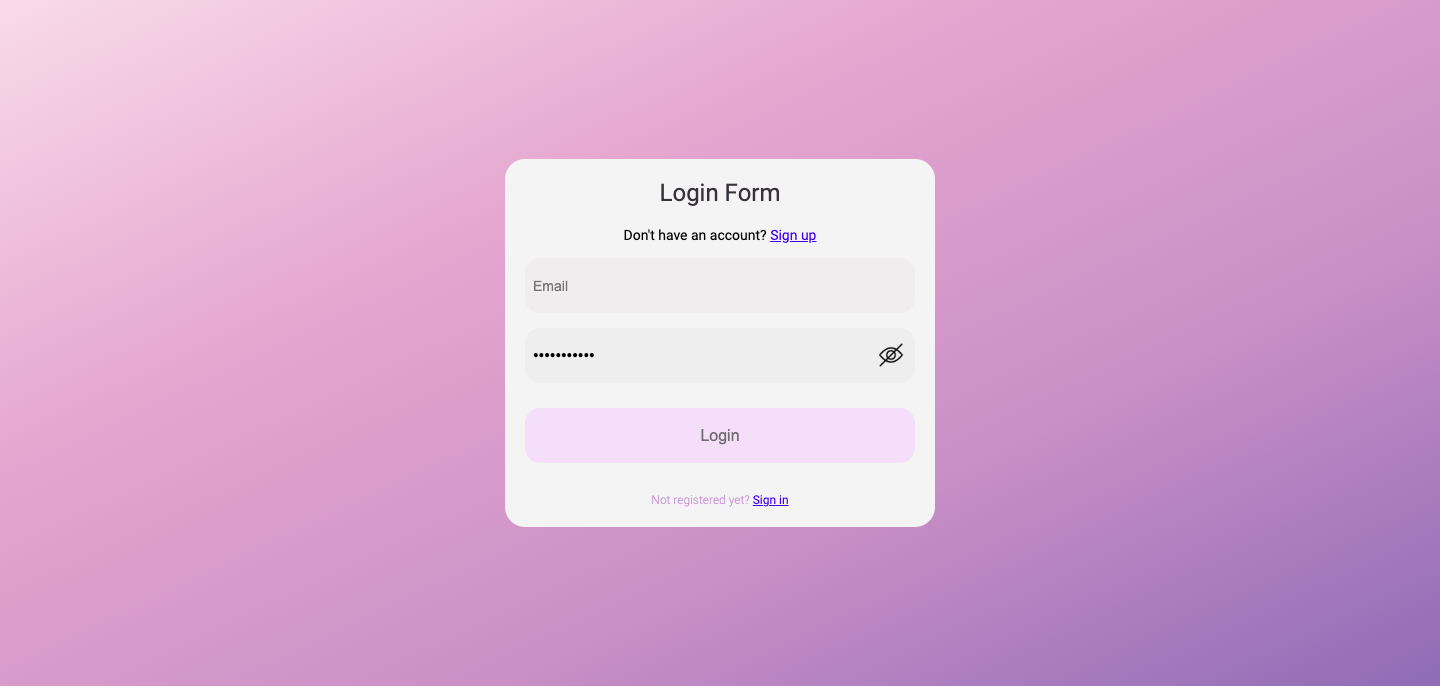 Login Form
Don't have an account? Sign up
Email
•••••••••••
Login
Not registered yet? Sign in